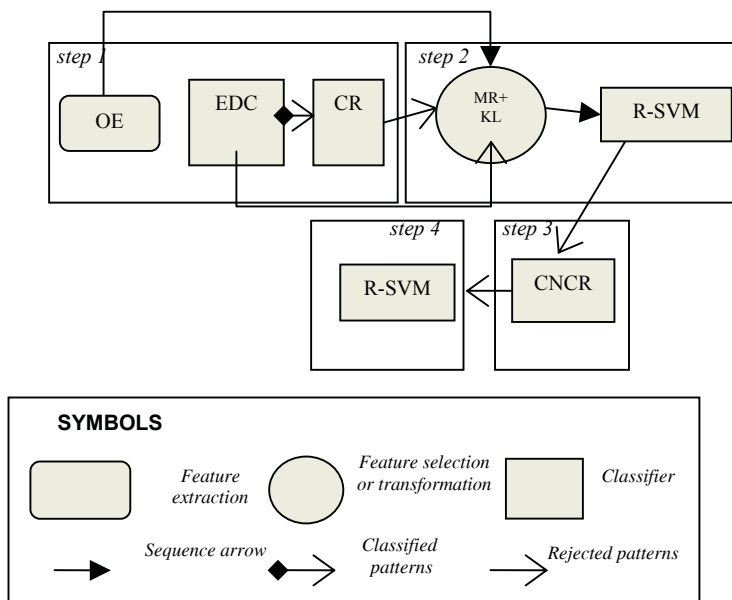 step 1
step 2
OE
EDC
CR
MR+
KL
R-SVM
step 4
step 3
R-SVM
CNCR
SYMBOLS
Feature
extraction
Feature selection
or transformation
Classifier
Sequence arrow
Classified
patterns
Rejected patterns